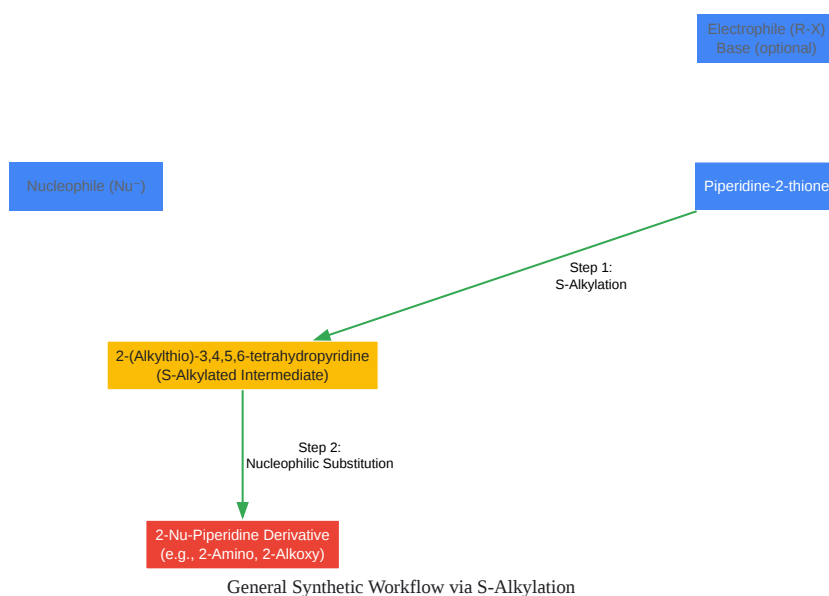 Electrophile (R-X)
Base (optional)
Nucleophile (Nu⁻)
Piperidine-2-thione
Step 1:
S-Alkylation
2-(Alkylthio)-3,4,5,6-tetrahydropyridine
(S-Alkylated Intermediate)
Step 2:
Nucleophilic Substitution
2-Nu-Piperidine Derivative
(e.g., 2-Amino, 2-Alkoxy)
General Synthetic Workflow via S-Alkylation